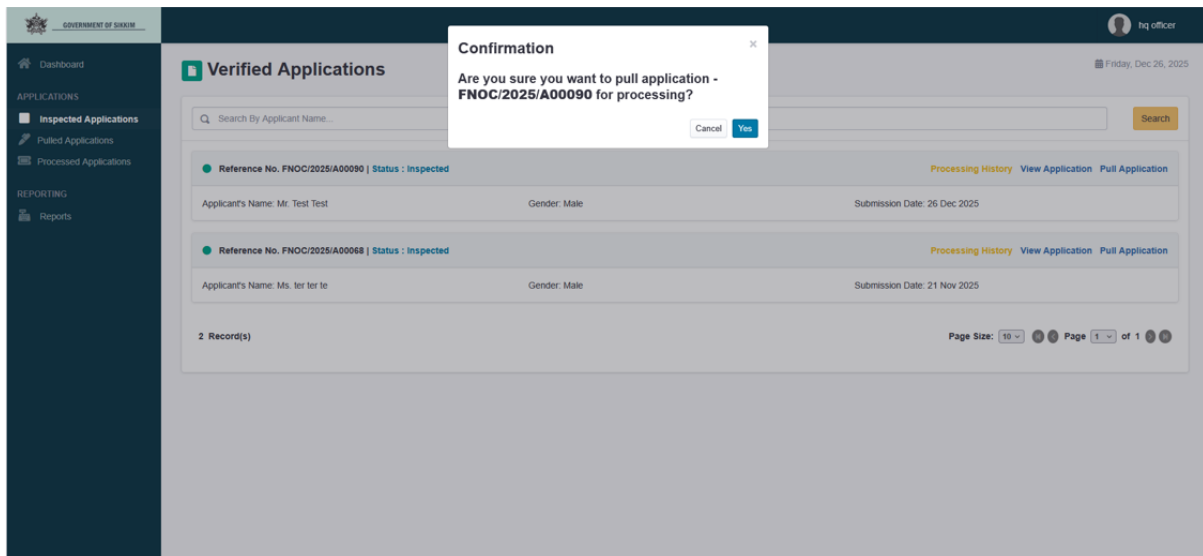 GOVERNMENT OF SIKKIM
hq officer
Dashboard
APPLICATIONS
Inspected Applications
Pulled Applications
Processed Applications
REPORTING
Reports
Verified Applications
Friday, Dec 26, 2025
Confirmation
×
Are you sure you want to pull application -
FNOC/2025/A00090 for processing?
Cancel Yes
Search By Applicant Name...
Search
Reference No. FNOC/2025/A00090 | Status : Inspected
Processing History View Application Pull Application
Applicant's Name: Mr. Test Test Gender: Male Submission Date: 26 Dec 2025
Reference No. FNOC/2025/A00068 | Status : Inspected
Processing History View Application Pull Application
Applicant's Name: Ms. ter ter te Gender: Male Submission Date: 21 Nov 2025
2 Record(s)
Page Size: 10 Page 1 of 1